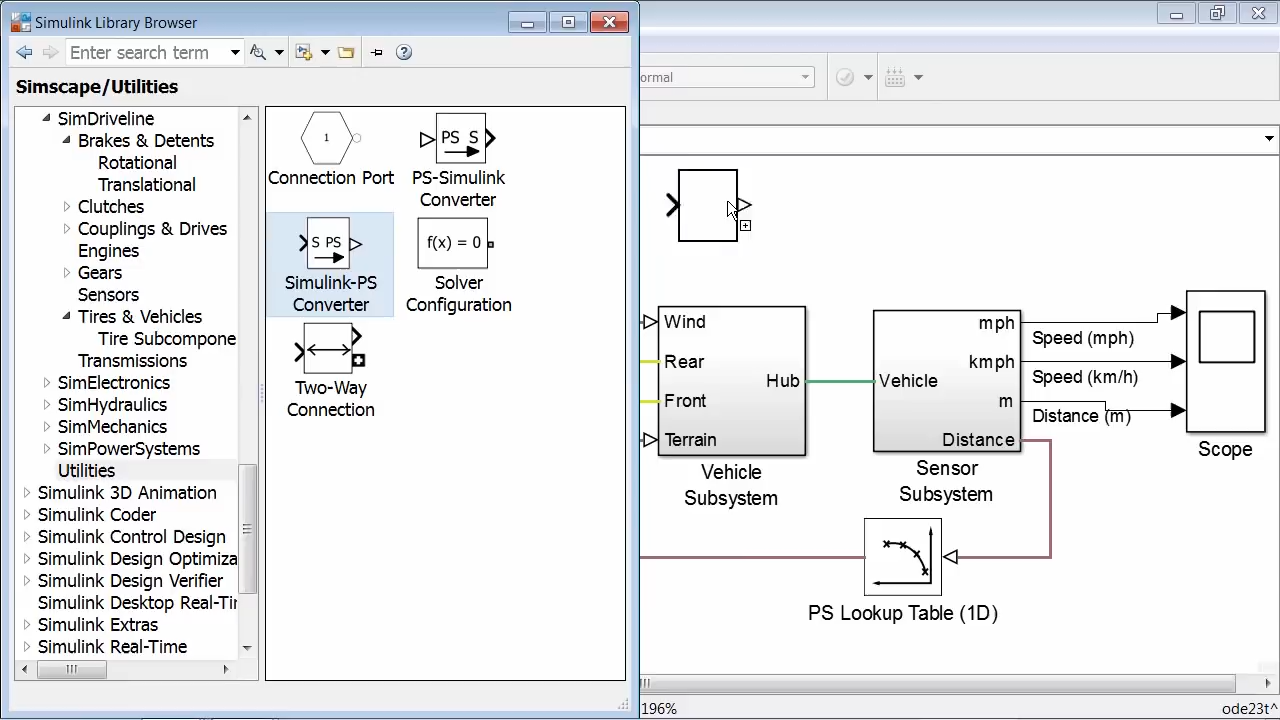 Simulink Library Browser
Enter search term
Simscape/Utilities
SimDriveline
Brakes & Detents
Rotational
Translational
Clutches
Couplings & Drives
Engines
Gears
Sensors
Tires & Vehicles
Tire Subcompone
Transmissions
SimElectronics
SimHydraulics
SimMechanics
SimPowerSystems
Utilities
Simulink 3D Animation
Simulink Coder
Simulink Control Design
Simulink Design Optimiza
Simulink Design Verifier
Simulink Desktop Real-Tir
Simulink Extras
Simulink Real-Time
1
Connection Port
PS S
PS-Simulink
Converter
S PS
Simulink-PS
Converter
f(x) = 0
Solver
Configuration
Two-Way
Connection
ormal
Wind
Rear
Front
Terrain
Hub
Vehicle
Subsystem
Vehicle
mph
kmph
m
Distance
Sensor
Subsystem
Speed (mph)
Speed (km/h)
Distance (m)
Scope
PS Lookup Table (1D)
196%
ode23t^